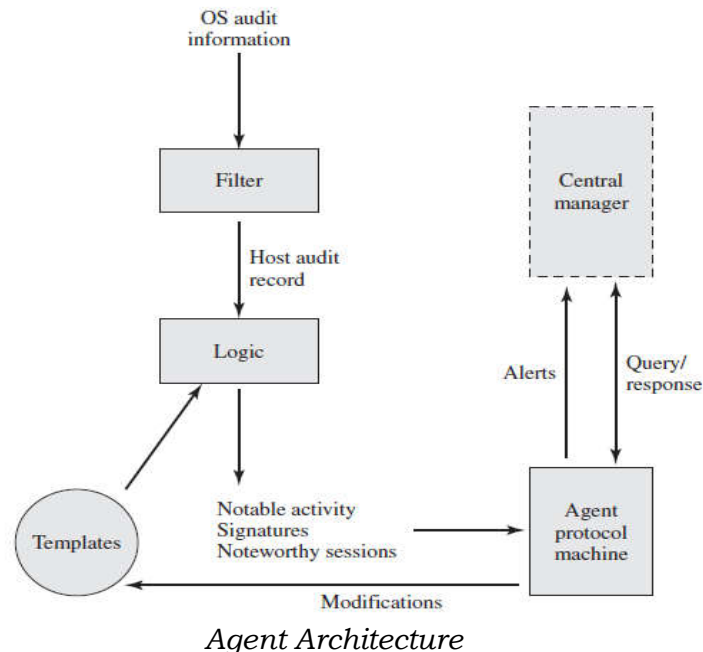 OS audit
information
Filter
Central
manager
Host audit
record
Logic
Alerts
Query/
response
Notable activity
Signatures
Noteworthy sessions
Agent
protocol
machine
Templates
Modifications
Agent Architecture